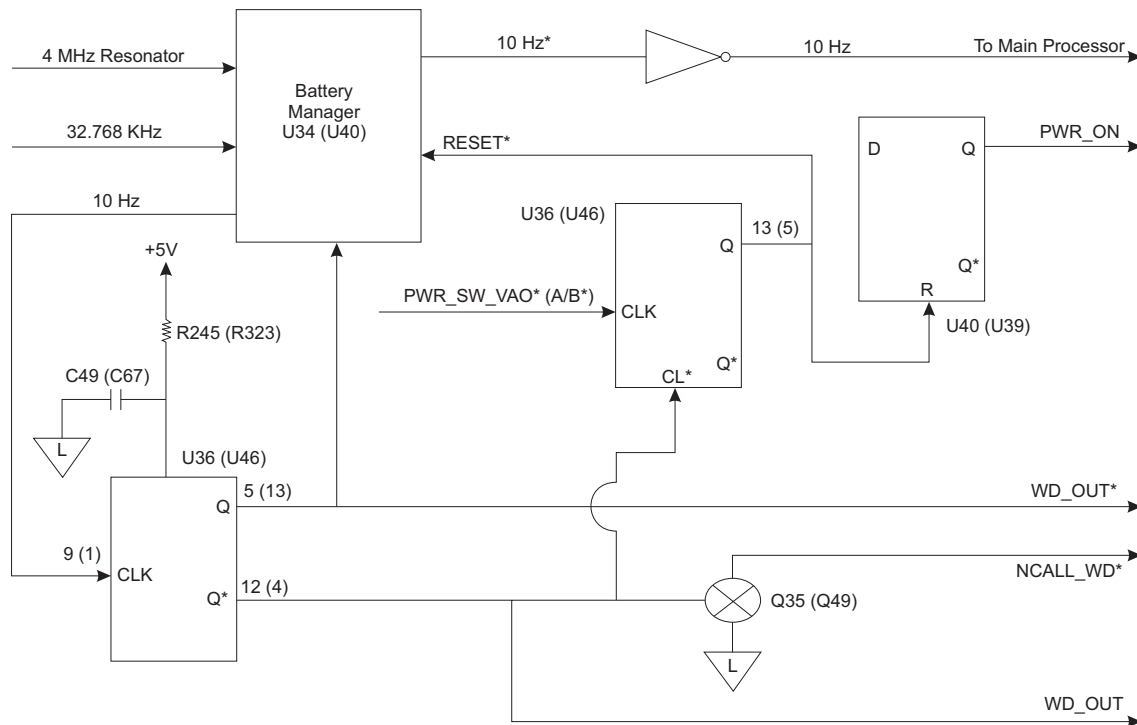 4 MHz Resonator
32.768 KHz
10 Hz
Battery
Manager
U34 (U40)
10 Hz*
10 Hz
To Main Processor
RESET*
D
Q
PWR_ON
Q*
R
U40 (U39)
U36 (U46)
Q
13 (5)
PWR_SW_VAO* (A/B*)
CLK
Q*
CL*
+5V
R245 (R323)
C49 (C67)
L
U36 (U46)
Q
5 (13)
WD_OUT*
9 (1)
CLK
Q*
12 (4)
NCALL_WD*
Q35 (Q49)
L
WD_OUT